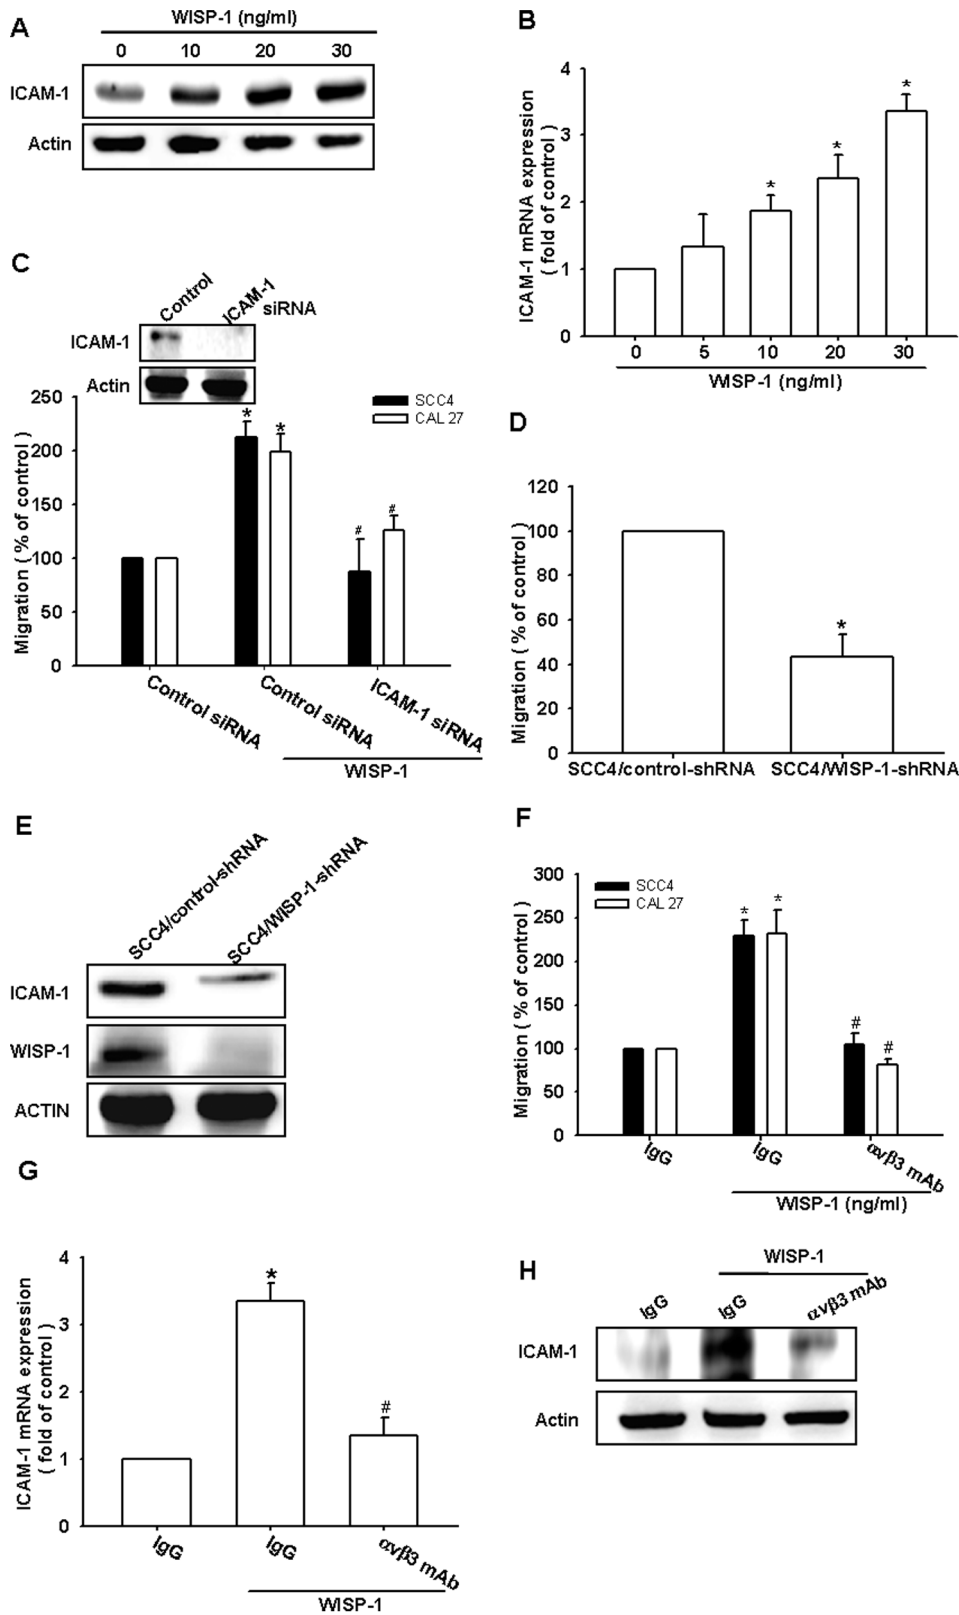 A
WISP-1 (ng/ml)
0 10 20 30
ICAM-1
Actin
B
ICAM-1 mRNA expression
( fold of control )
4
3
2
1
0
* * *
0 5 10 20 30
WISP-1 (ng/ml)
C
Control
ICAM-1
siRNA
ICAM-1
Actin
Migration ( % of control )
250
200
150
100
50
0
SCC4
CAL 27
* *
# #
Control siRNA
Control siRNA
ICAM-1 siRNA
WISP-1
D
Migration ( % of control )
120
100
80
60
40
20
0
*
SCC4/control-shRNA SCC4/WISP-1-shRNA
E
SCC4/control-shRNA
SCC4/WISP-1-shRNA
ICAM-1
WISP-1
ACTIN
F
Migration ( % of control )
300
250
200
150
100
50
0
SCC4
CAL 27
* *
# #
IgG
IgG
αvβ3 mAb
WISP-1 (ng/ml)
G
ICAM-1 mRNA expression
( fold of control )
4
3
2
1
0
*
#
IgG
IgG
αvβ3 mAb
WISP-1
H
WISP-1
IgG
IgG
αvβ3 mAb
ICAM-1
Actin